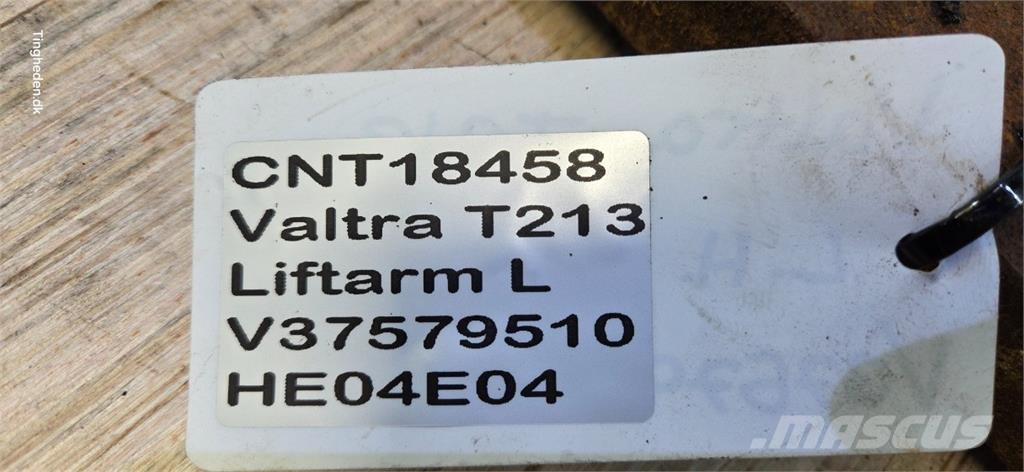 Tingheden.dk
CNT18458
Valtra T213
Liftarm L
V37579510
HE04E04
MASCUS